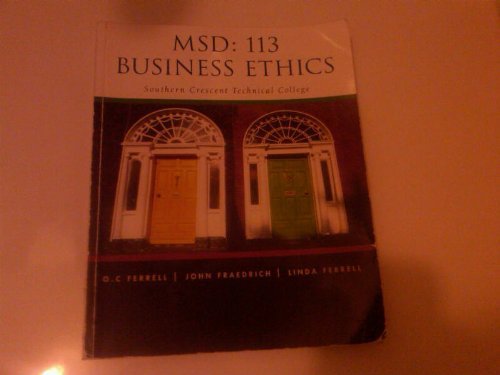 MSD: 113
BUSINESS ETHICS
Southern Crescent Technical College
O.C FERRELL | JOHN FRAEDRICH | LINDA FERRELL